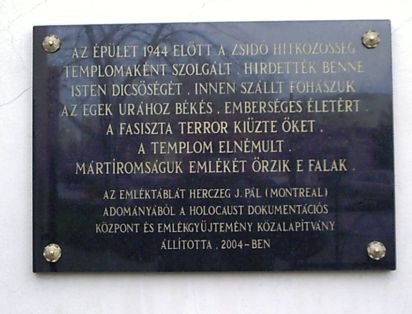 AZ ÉPÜLET 1944 ELŐTT A ZSIDÓ HITKÖZÖSSÉG
TEMPLOMAKÉNT SZOLGÁLT, HIRDETTÉK BENNE
ISTEN DICSŐSÉGÉT, INNEN SZÁLLT FOHÁSZUK
AZ EGEK URÁHOZ BÉKÉS, EMBERSÉGES ÉLETÉRT.
A FASISZTA TERROR KIŰZTE ŐKET,
A TEMPLOM ELNÉMULT.
MÁRTÍROMSÁGUK EMLÉKÉT ŐRZIK E FALAK.
AZ EMLÉKTÁBLÁT HERCZEG J. PÁL (MONTREAL)
ADOMÁNYÁBÓL A HOLOCAUST DOKUMENTÁCIÓS
KÖZPONT ÉS EMLÉKGYŰJTEMÉNY KÖZALAPÍTVÁNY
ÁLLÍTOTTA, 2004-BEN